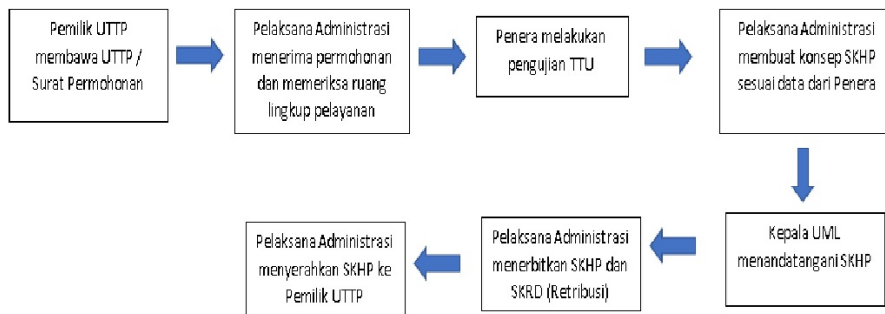 Pemilik UTTP
membawa UTTP /
Surat Permohonan
Pelaksana Administrasi
menerima permohonan
dan memeriksa ruang
lingkup pelayanan
Penera melakukan
pengujian TTU
Pelaksana Administrasi
membuat konsep SKHP
sesuai data dari Penera
Kepala UML
menandatangani SKHP
Pelaksana Administrasi
menerbitkan SKHP dan
SKRD (Retribusi)
Pelaksana Administrasi
menyerahkan SKHP ke
Pemilik UTTP